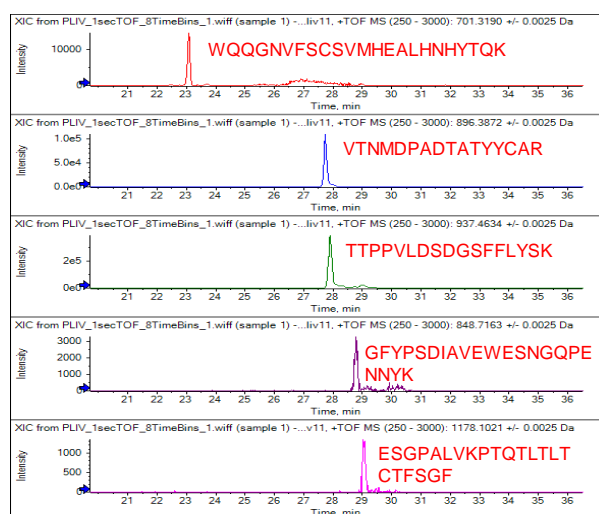 XIC from PLIV_1secTOF_8TimeBins_1.wiff (sample 1) -...liv11, +TOF MS (250 - 3000): 701.3190 +/- 0.0025 Da
WQQGNVFSCSVMHEALHNHYTQK
Intensity
10000
0
21 22 23 24 25 26 27 28 29 30 31 32 33 34 35 36
Time, min
XIC from PLIV_1secTOF_8TimeBins_1.wiff (sample 1) -...liv11, +TOF MS (250 - 3000): 896.3872 +/- 0.0025 Da
VTNMDPADTATYYCAR
Intensity
1.0e5
5.0e4
0.0e0
21 22 23 24 25 26 27 28 29 30 31 32 33 34 35 36
Time, min
XIC from PLIV_1secTOF_8TimeBins_1.wiff (sample 1) -...liv11, +TOF MS (250 - 3000): 937.4634 +/- 0.0025 Da
TTPPVLDSDGSFFLYSK
Intensity
2e5
0e0
21 22 23 24 25 26 27 28 29 30 31 32 33 34 35 36
Time, min
XIC from PLIV_1secTOF_8TimeBins_1.wiff (sample 1) -...liv11, +TOF MS (250 - 3000): 848.7163 +/- 0.0025 Da
GFYPSDIAVEWESNGQPE
NNYK
Intensity
3000
2000
1000
0
21 22 23 24 25 26 27 28 29 30 31 32 33 34 35 36
Time, min
XIC from PLIV_1secTOF_8TimeBins_1.wiff (sample 1) -...v11, +TOF MS (250 - 3000): 1178.1021 +/- 0.0025 Da
ESGPALVKPTQTLTLT
CTFSGF
Intensity
1000
500
0
21 22 23 24 25 26 27 28 29 30 31 32 33 34 35 36
Time, min